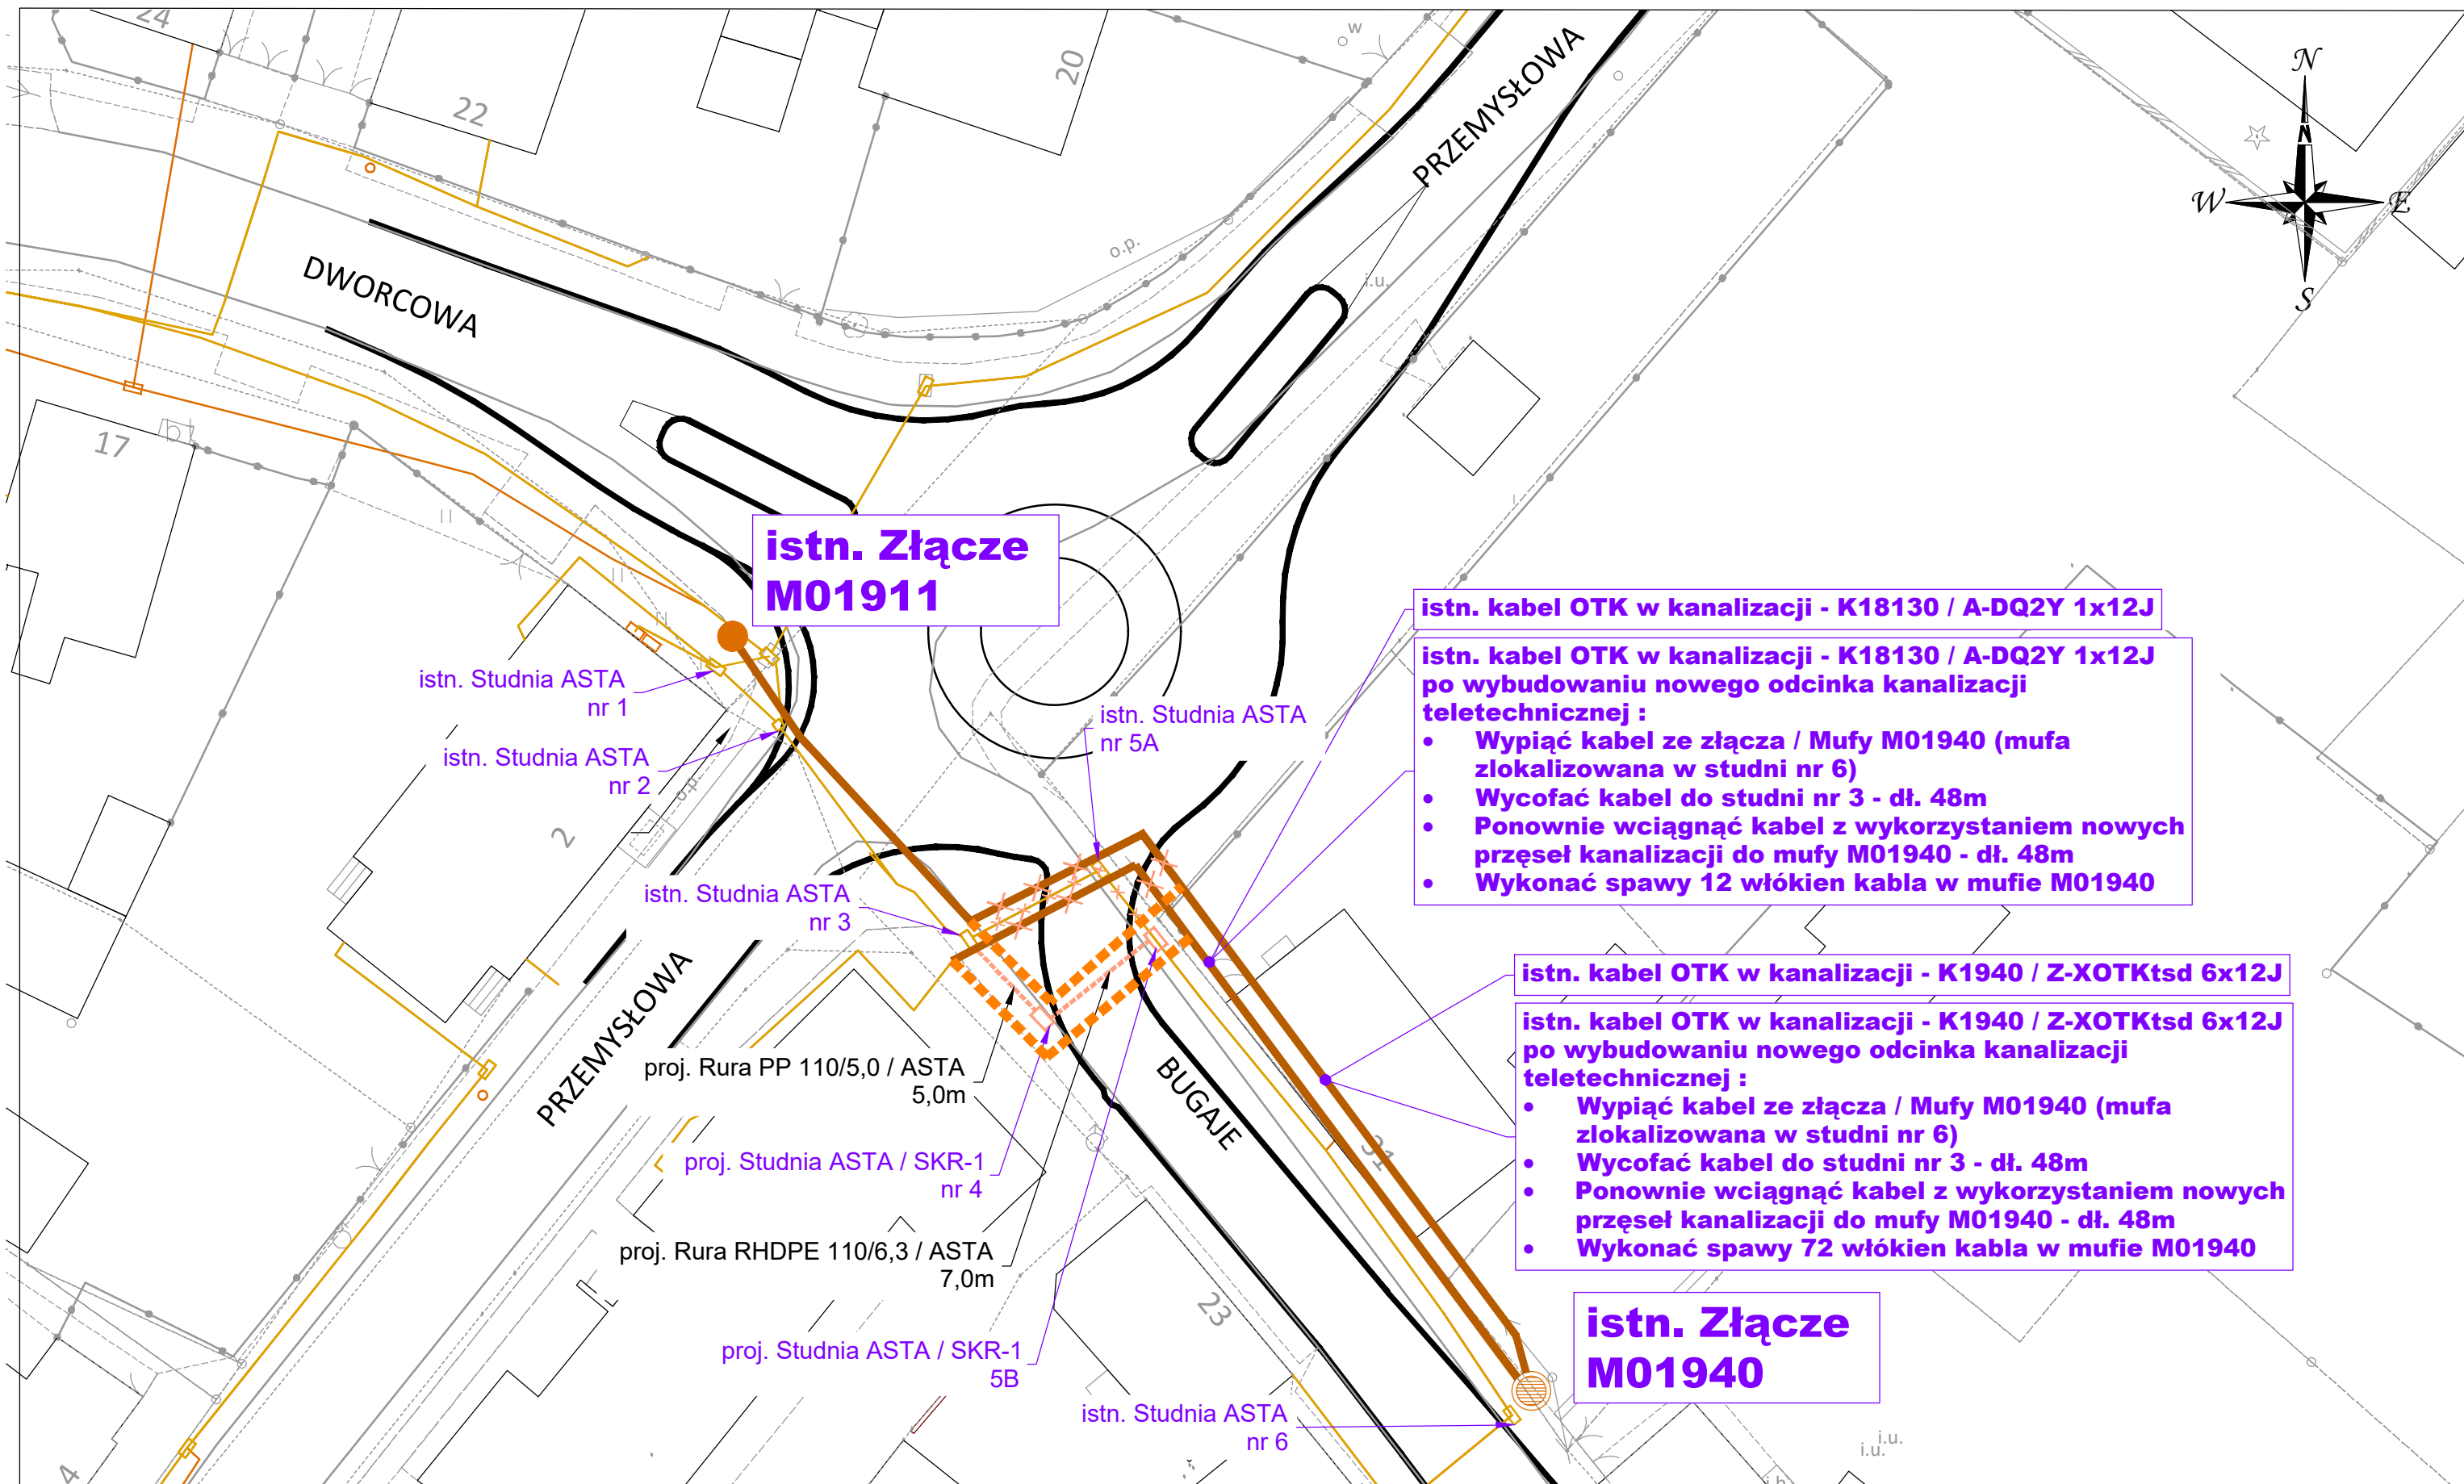 24
22
20
w
PRZEMYSŁOWA
N
N
W
E
S
o.p.
i.u.
DWORCOWA
17
istn. Złącze
M01911
istn. Studnia ASTA
nr 1
istn. Studnia ASTA
nr 2
o.p.
2
istn. Studnia ASTA
nr 5A
istn. Studnia ASTA
nr 3
istn. kabel OTK w kanalizacji - K18130 / A-DQ2Y 1x12J
istn. kabel OTK w kanalizacji - K18130 / A-DQ2Y 1x12J
po wybudowaniu nowego odcinka kanalizacji
teletechnicznej :
• Wypiąć kabel ze złącza / Mufy M01940 (mufa
zlokalizowana w studni nr 6)
• Wycofać kabel do studni nr 3 - dł. 48m
• Ponownie wciągnąć kabel z wykorzystaniem nowych
przęseł kanalizacji do mufy M01940 - dł. 48m
• Wykonać spawy 12 włókien kabla w mufie M01940
istn. kabel OTK w kanalizacji - K1940 / Z-XOTKtsd 6x12J
istn. kabel OTK w kanalizacji - K1940 / Z-XOTKtsd 6x12J
po wybudowaniu nowego odcinka kanalizacji
teletechnicznej :
• Wypiąć kabel ze złącza / Mufy M01940 (mufa
zlokalizowana w studni nr 6)
• Wycofać kabel do studni nr 3 - dł. 48m
• Ponownie wciągnąć kabel z wykorzystaniem nowych
przęseł kanalizacji do mufy M01940 - dł. 48m
• Wykonać spawy 72 włókien kabla w mufie M01940
PRZEMYSŁOWA
proj. Rura PP 110/5,0 / ASTA
5,0m
BUGAJE
31
proj. Studnia ASTA / SKR-1
nr 4
proj. Rura RHDPE 110/6,3 / ASTA
7,0m
23
proj. Studnia ASTA / SKR-1
5B
istn. Złącze
M01940
istn. Studnia ASTA
nr 6
i.u.
i.u.
4